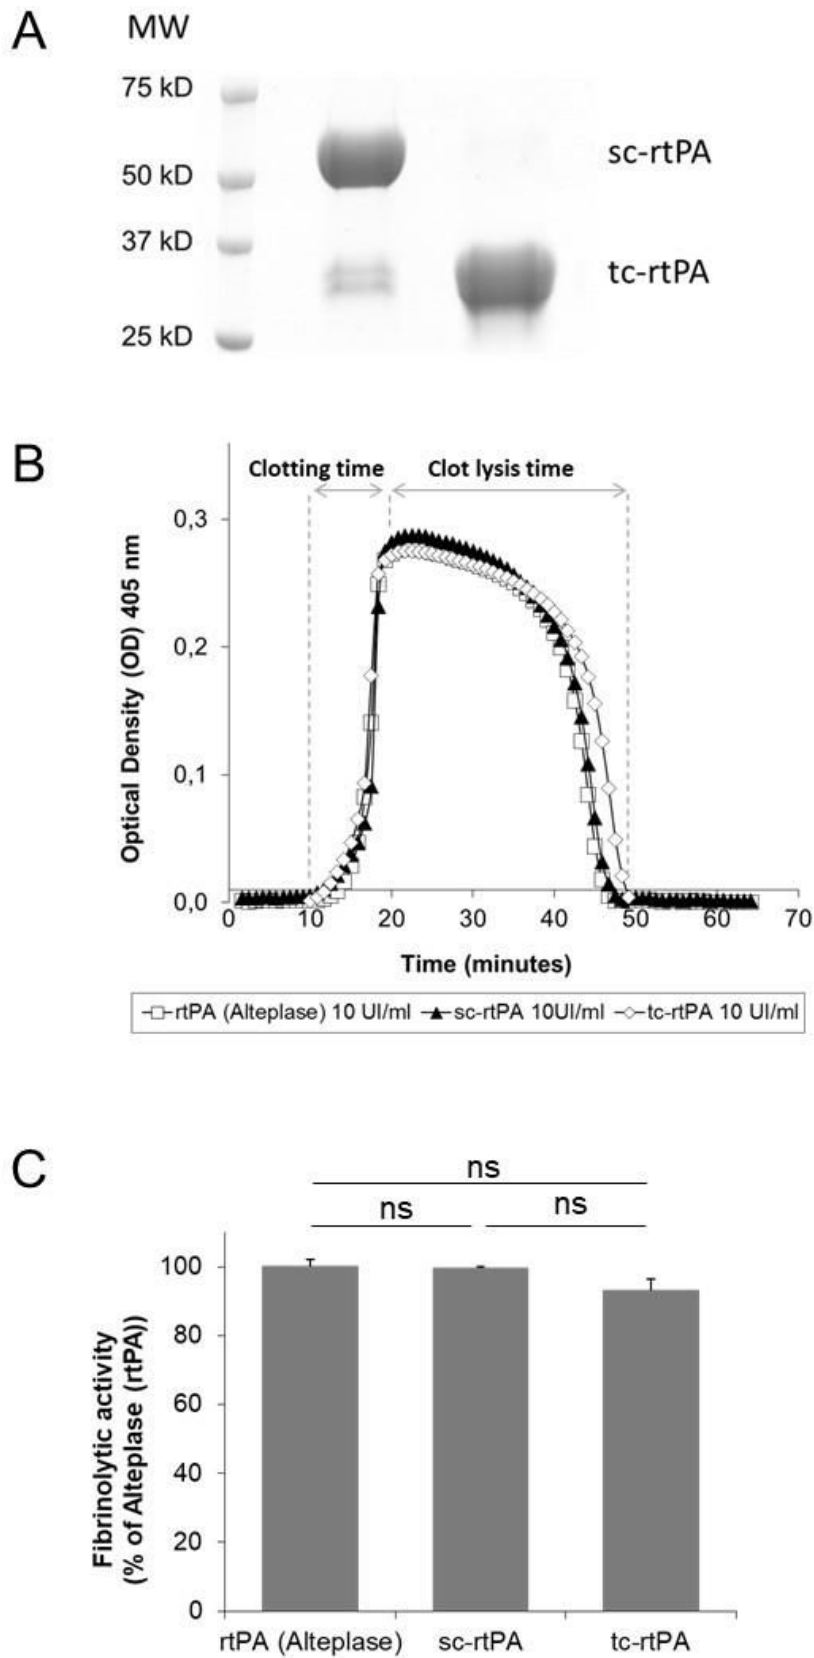 A
MW
75 kD
50 kD
37 kD
25 kD
sc-rtPA
tc-rtPA
B
Clotting time
Clot lysis time
Optical Density (OD) 405 nm
0,3
0,2
0,1
0,0
0 10 20 30 40 50 60 70
Time (minutes)
rtPA (Alteplase) 10 UI/ml sc-rtPA 10UI/ml tc-rtPA 10 UI/ml
C
ns
ns ns
Fibrinolytic activity
(% of Alteplase (rtPA))
100
80
60
40
20
0
rtPA (Alteplase) sc-rtPA tc-rtPA